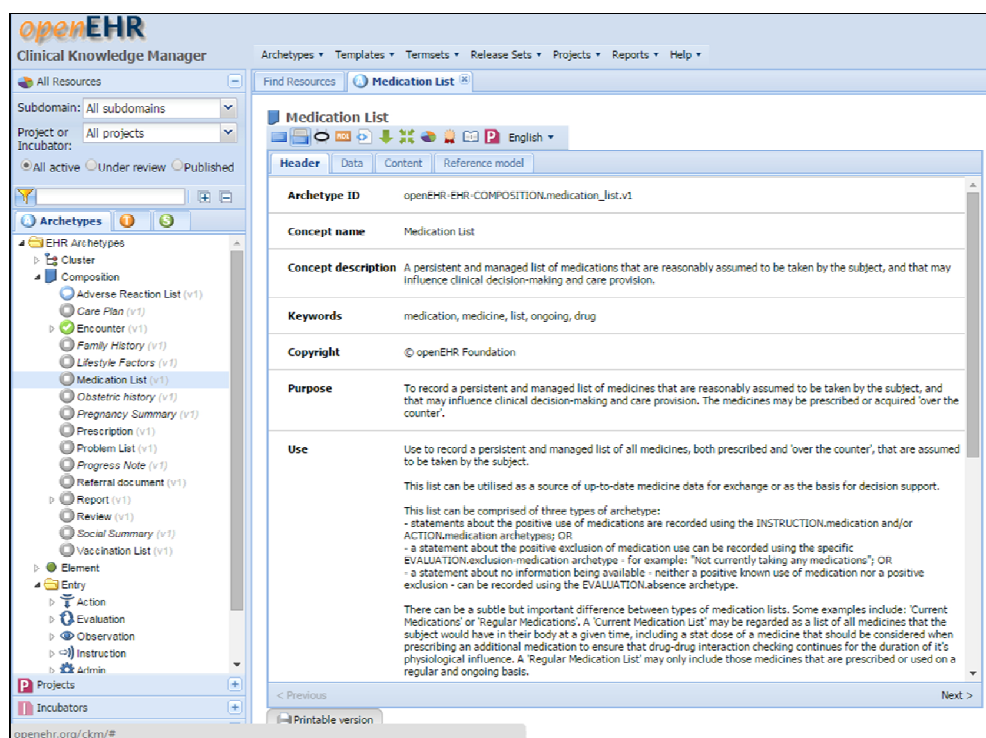 openEHR
Clinical Knowledge Manager
Archetypes Templates Termsets Release Sets Projects Reports Help
All Resources
Find Resources Medication List
Subdomain: All subdomains
Project or Incubator: All projects
All active Under review Published
Archetypes
EHR Archetypes
Cluster
Composition
Adverse Reaction List (v1)
Care Plan (v1)
Encounter (v1)
Family History (v1)
Lifestyle Factors (v1)
Medication List (v1)
Obstetric history (v1)
Pregnancy Summary (v1)
Prescription (v1)
Problem List (v1)
Progress Note (v1)
Referral document (v1)
Report (v1)
Review (v1)
Social Summary (v1)
Vaccination List (v1)
Element
Entry
Action
Evaluation
Observation
Instruction
Admin
Projects
Incubators
openehr.org/ckm/#
Medication List
ADL P English
Header Data Content Reference model
Archetype ID openEHR-EHR-COMPOSITION.medication_list.v1
Concept name Medication List
Concept description A persistent and managed list of medications that are reasonably assumed to be taken by the subject, and that may
influence clinical decision-making and care provision.
Keywords medication, medicine, list, ongoing, drug
Copyright © openEHR Foundation
Purpose To record a persistent and managed list of medicines that are reasonably assumed to be taken by the subject, and
that may influence clinical decision-making and care provision. The medicines may be prescribed or acquired 'over the
counter'.
Use Use to record a persistent and managed list of all medicines, both prescribed and 'over the counter', that are assumed
to be taken by the subject.
This list can be utilised as a source of up-to-date medicine data for exchange or as the basis for decision support.
This list can be comprised of three types of archetype:
- statements about the positive use of medications are recorded using the INSTRUCTION.medication and/or
ACTION.medication archetypes; OR
- a statement about the positive exclusion of medication use can be recorded using the specific
EVALUATION.exclusion-medication archetype - for example: "Not currently taking any medications"; OR
- a statement about no information being available - neither a positive known use of medication nor a positive
exclusion - can be recorded using the EVALUATION.absence archetype.
There can be a subtle but important difference between types of medication lists. Some examples include: 'Current
Medications' or 'Regular Medications'. A 'Current Medication List' may be regarded as a list of all medicines that the
subject would have in their body at a given time, including a stat dose of a medicine that should be considered when
prescribing an additional medication to ensure that drug-drug interaction checking continues for the duration of it's
physiological influence. A 'Regular Medication List' may only include those medicines that are prescribed or used on a
regular and ongoing basis.
< Previous Next >
Printable version